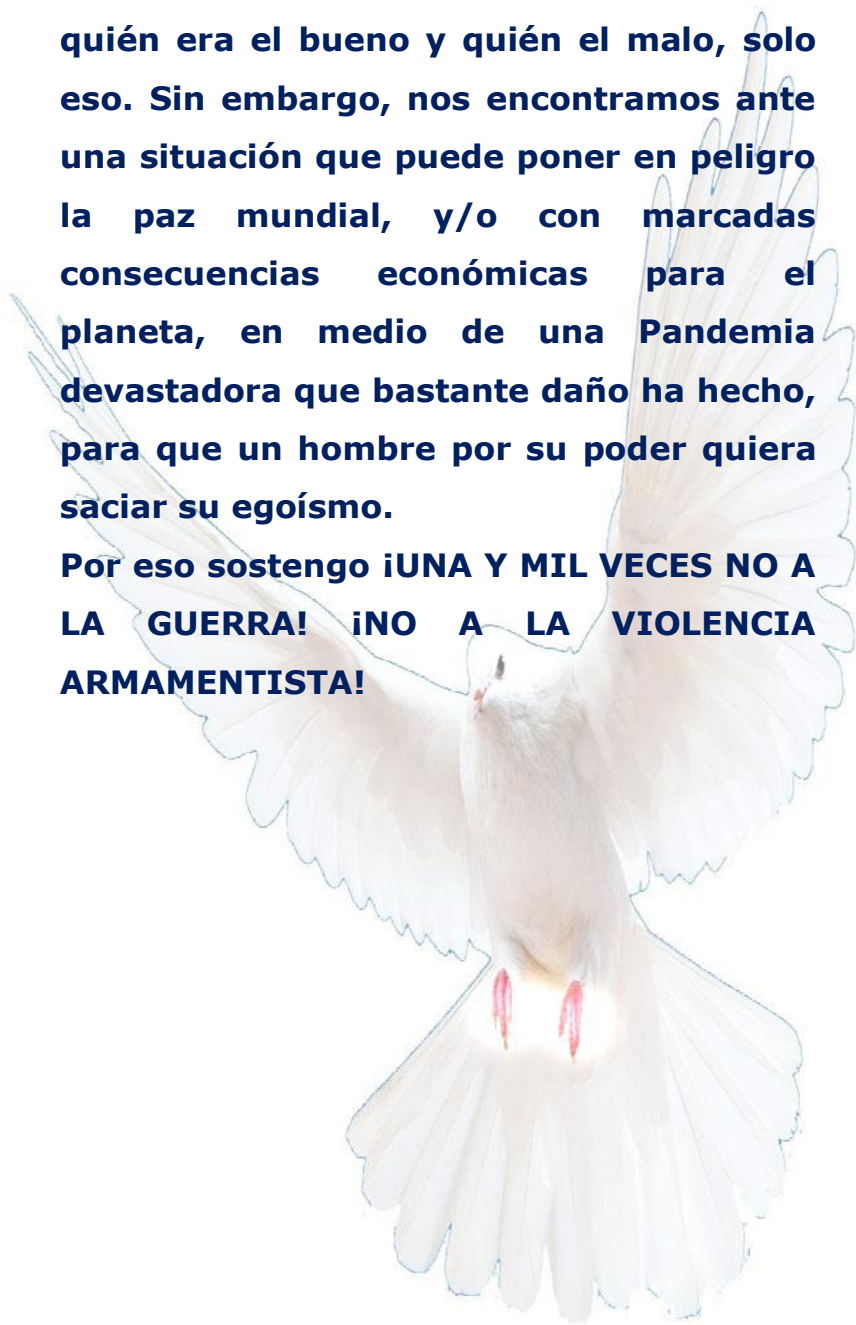 quién era el bueno y quién el malo, solo
eso. Sin embargo, nos encontramos ante
una situación que puede poner en peligro
la paz mundial, y/o con marcadas
consecuencias económicas para el
planeta, en medio de una Pandemia
devastadora que bastante daño ha hecho,
para que un hombre por su poder quiera
saciar su egoísmo.
Por eso sostengo ¡UNA Y MIL VECES NO A
LA GUERRA! ¡NO A LA VIOLENCIA
ARMAMENTISTA!